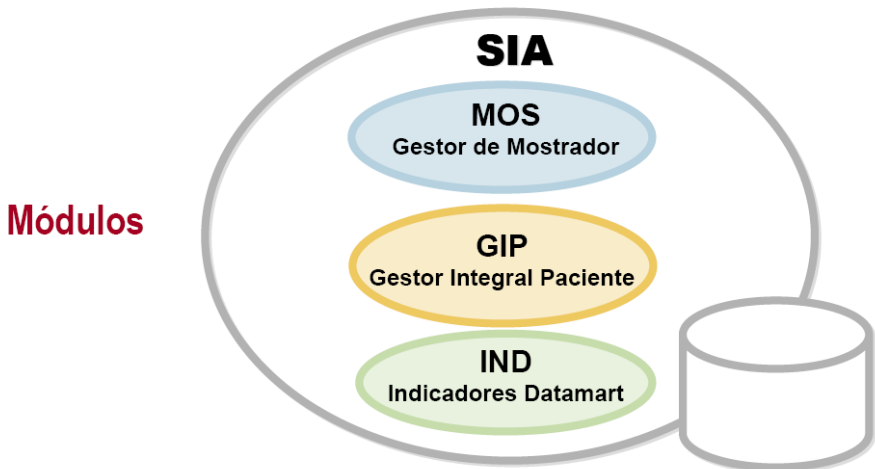 SIA
MOS
Gestor de Mostrador
Módulos
GIP
Gestor Integral Paciente
IND
Indicadores Datamart